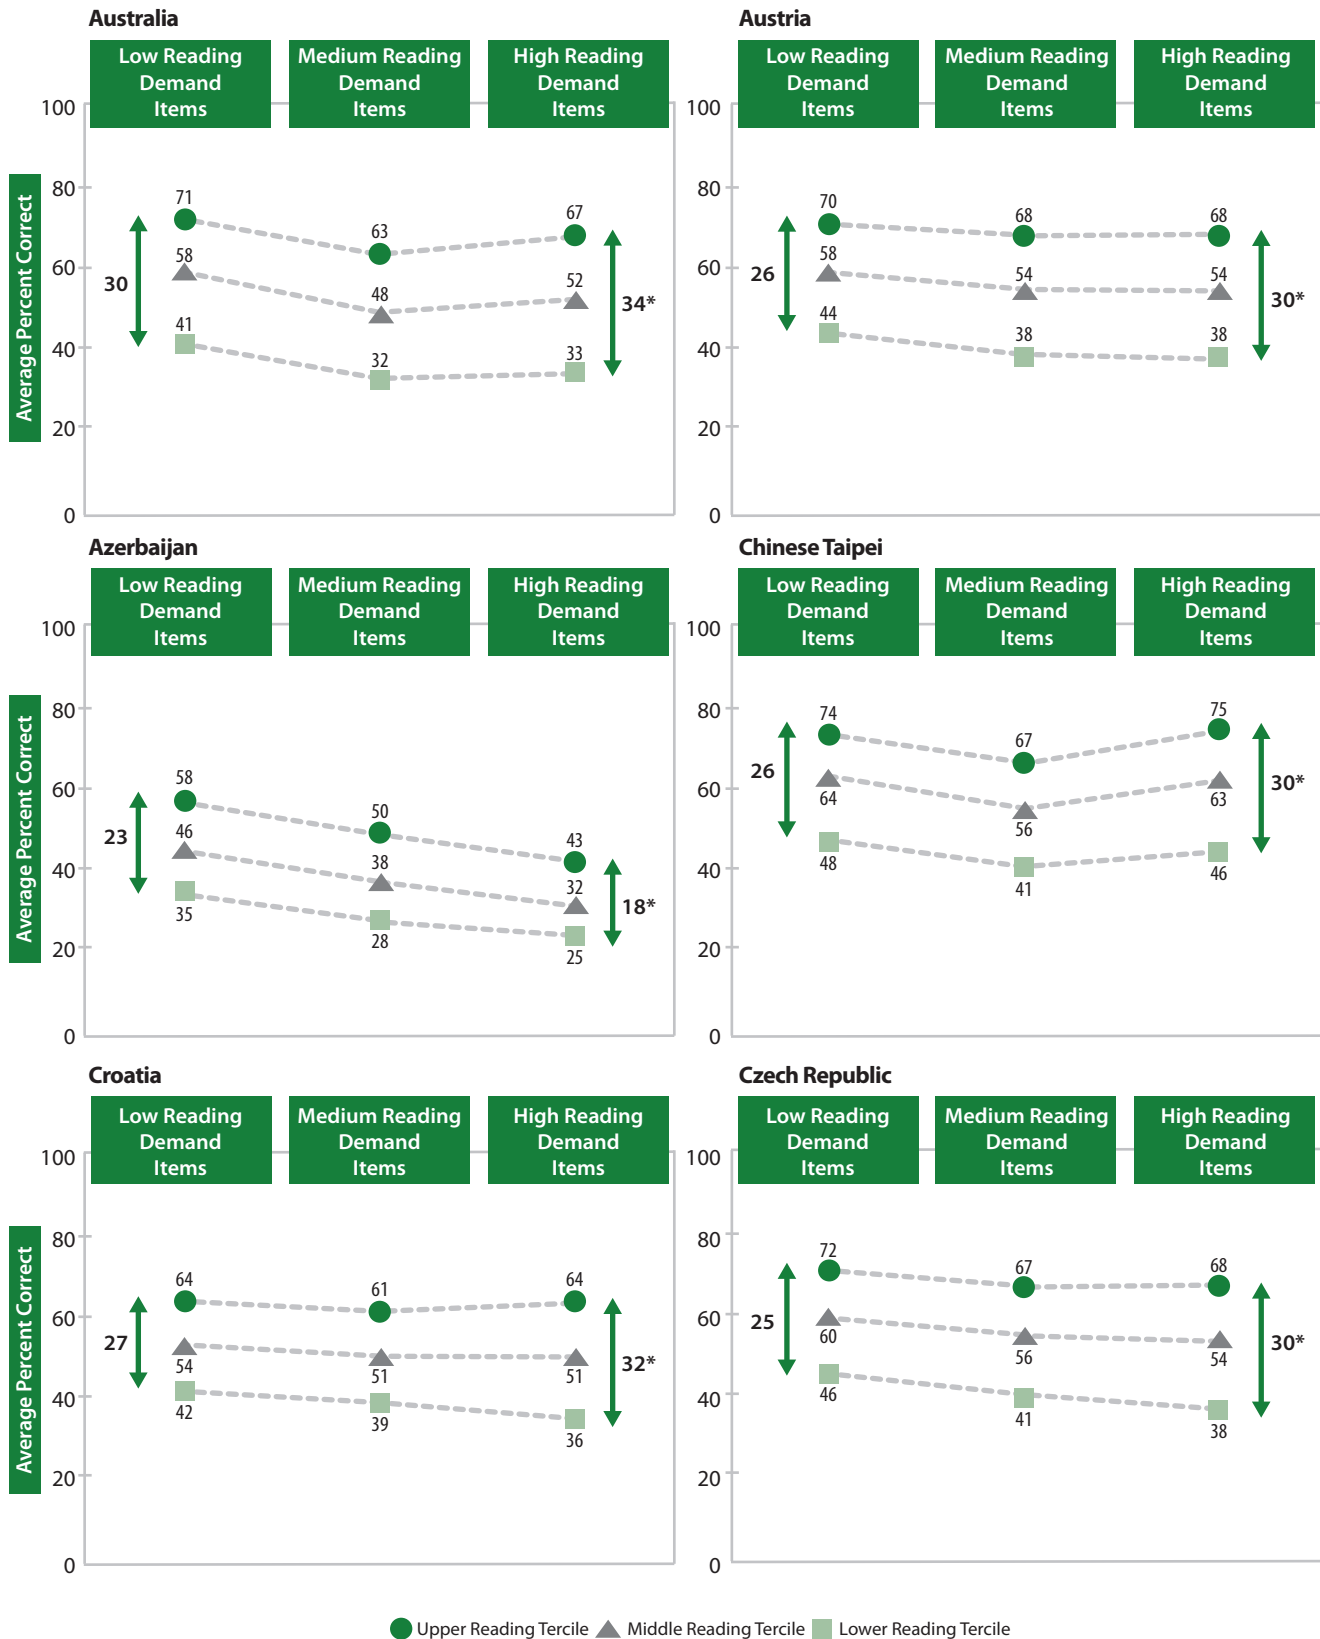 Australia
Low Reading
Demand
Items
Medium Reading
Demand
Items
High Reading
Demand
Items
Average Percent Correct
100
80
60
40
20
0
71
63
67
58
48
52
41
32
33
30
34*
Austria
Low Reading
Demand
Items
Medium Reading
Demand
Items
High Reading
Demand
Items
100
80
60
40
20
0
70
68
68
58
54
54
44
38
38
26
30*
Azerbaijan
Low Reading
Demand
Items
Medium Reading
Demand
Items
High Reading
Demand
Items
Average Percent Correct
100
80
60
40
20
0
58
50
43
46
38
32
35
28
25
23
18*
Chinese Taipei
Low Reading
Demand
Items
Medium Reading
Demand
Items
High Reading
Demand
Items
100
80
60
40
20
0
74
67
75
64
56
63
48
41
46
26
30*
Croatia
Low Reading
Demand
Items
Medium Reading
Demand
Items
High Reading
Demand
Items
Average Percent Correct
100
80
60
40
20
0
64
61
64
54
51
51
42
39
36
27
32*
Czech Republic
Low Reading
Demand
Items
Medium Reading
Demand
Items
High Reading
Demand
Items
100
80
60
40
20
0
72
67
68
60
56
54
46
41
38
25
30*
Upper Reading Tercile
Middle Reading Tercile
Lower Reading Tercile